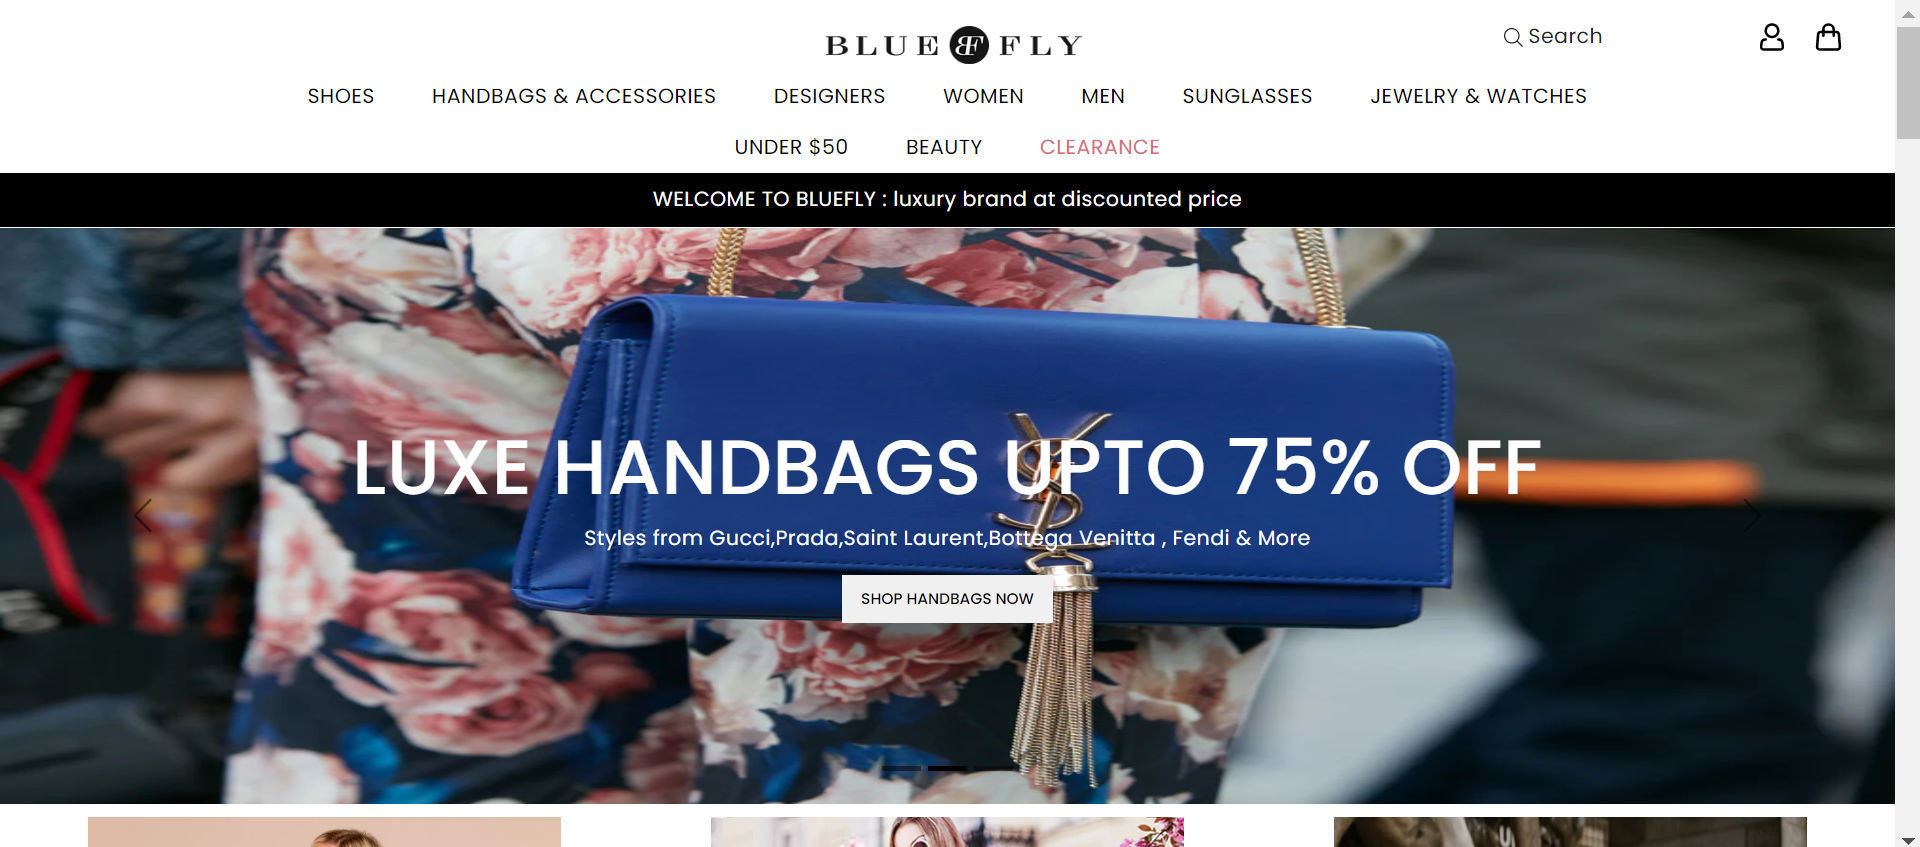 BLUE BF FLY
Search
SHOES HANDBAGS & ACCESSORIES DESIGNERS WOMEN MEN SUNGLASSES JEWELRY & WATCHES
UNDER $50 BEAUTY CLEARANCE
WELCOME TO BLUEFLY : luxury brand at discounted price
LUXE HANDBAGS UPTO 75% OFF
Styles from Gucci,Prada,Saint Laurent,Bottega Venitta , Fendi & More
SHOP HANDBAGS NOW